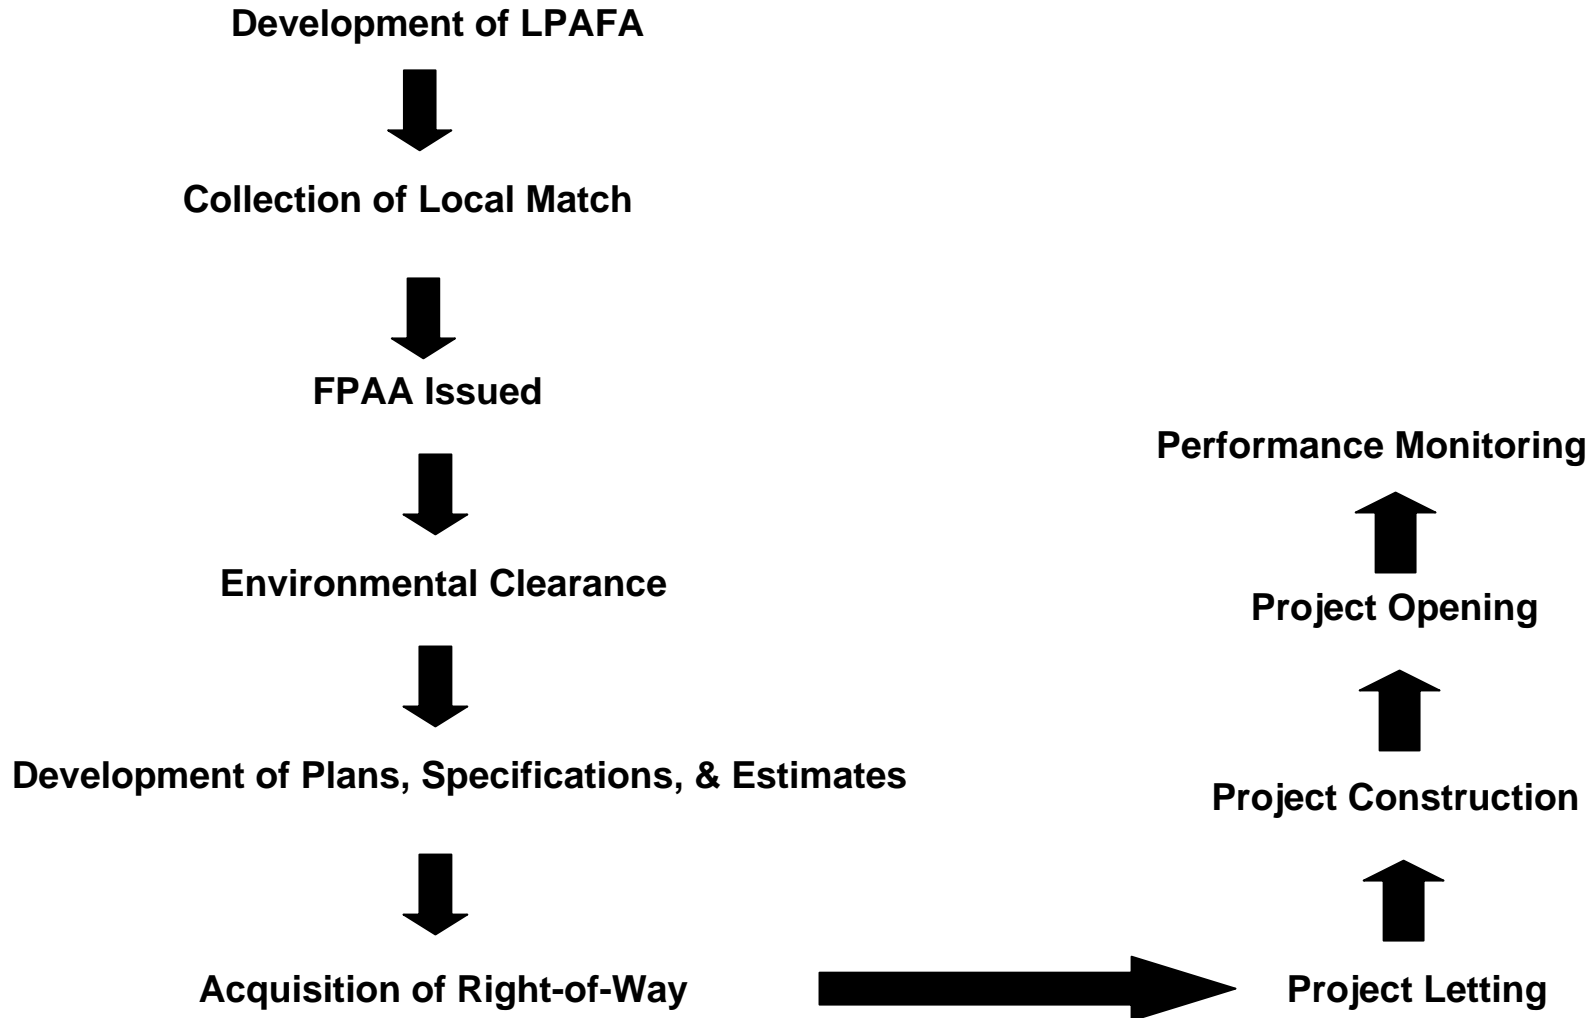 Development of LPAFA
Collection of Local Match
FPAA Issued
Environmental Clearance
Development of Plans, Specifications, & Estimates
Acquisition of Right-of-Way
Project Letting
Project Construction
Project Opening
Performance Monitoring